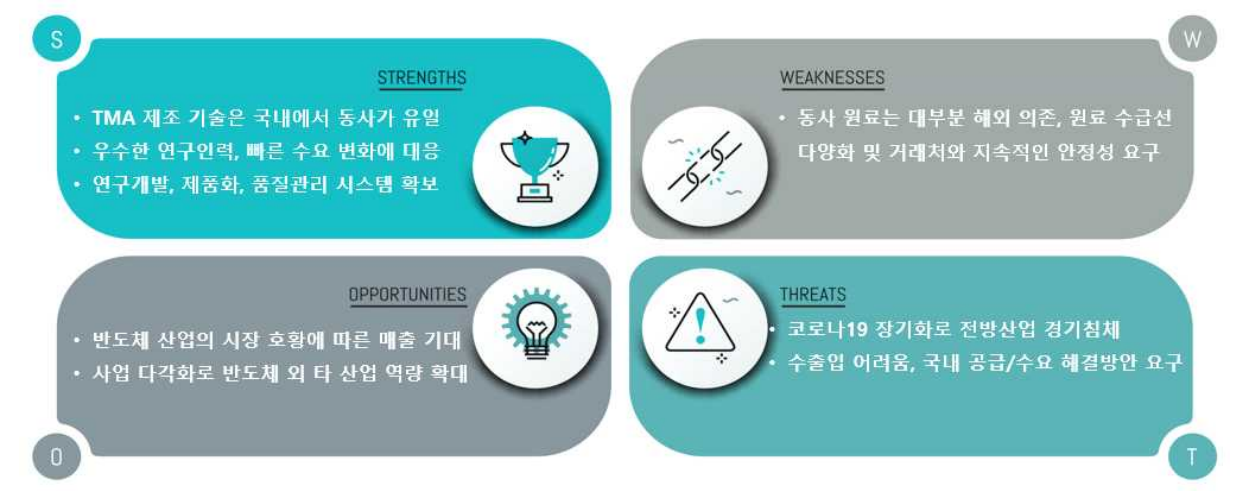 S
STRENGTHS
• TMA 제조 기술은 국내에서 동사가 유일
• 우수한 연구인력, 빠른 수요 변화에 대응
• 연구개발, 제품화, 품질관리 시스템 확보
W
WEAKNESSES
• 동사 원료는 대부분 해외 의존, 원료 수급선
다양화 및 거래처와 지속적인 안정성 요구
OPPORTUNITIES
• 반도체 산업의 시장 호황에 따른 매출 기대
• 사업 다각화로 반도체 외 타 산업 역량 확대
O
THREATS
• 코로나19 장기화로 전방산업 경기침체
• 수출입 어려움, 국내 공급/수요 해결방안 요구
T